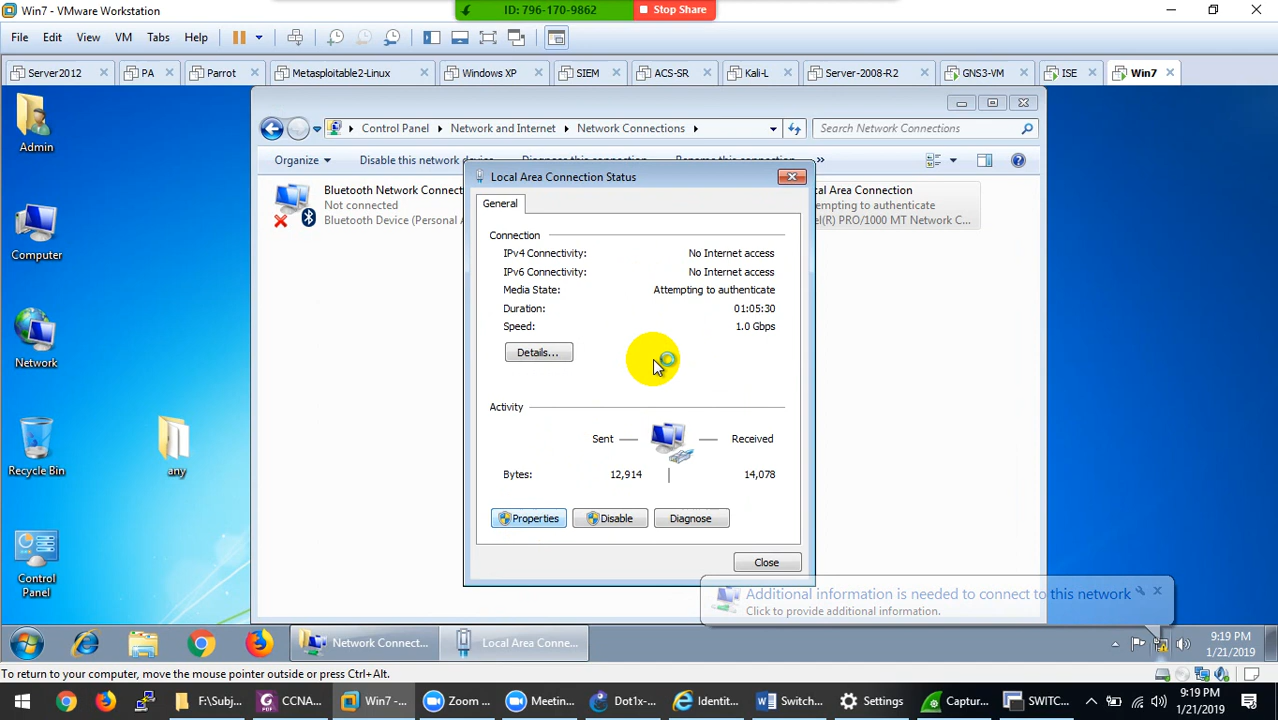 Win7 - VMware Workstation
ID: 796-170-9862
Stop Share
File Edit View VM Tabs Help
Server2012 PA Parrot Metasploitable2-Linux Windows XP SIEM ACS-SR Kali-L Server-2008-R2 GNS3-VM ISE Win7
Control Panel Network and Internet Network Connections
Search Network Connections
Organize Disable this network device
Bluetooth Network Connect
Not connected
Bluetooth Device (Personal A
cal Area Connection
ttempting to authenticate
tel(R) PRO/1000 MT Network C...
Local Area Connection Status
General
Connection
IPv4 Connectivity: No Internet access
IPv6 Connectivity: No Internet access
Media State: Attempting to authenticate
Duration: 01:05:30
Speed: 1.0 Gbps
Details...
Activity
Sent Received
Bytes: 12,914 14,078
Properties Disable Diagnose
Close
Admin
Computer
Network
Recycle Bin
any
Control
Panel
Additional information is needed to connect to this network
Click to provide additional information.
Network Connect... Local Area Conne...
9:19 PM
1/21/2019
To return to your computer, move the mouse pointer outside or press Ctrl+Alt.
F:\Subj... CCNA... Win7 -... Zoom ... Meetin... Dot1x-... Identit... Switch... Settings Captur... SWITC...
9:19 PM
1/21/2019